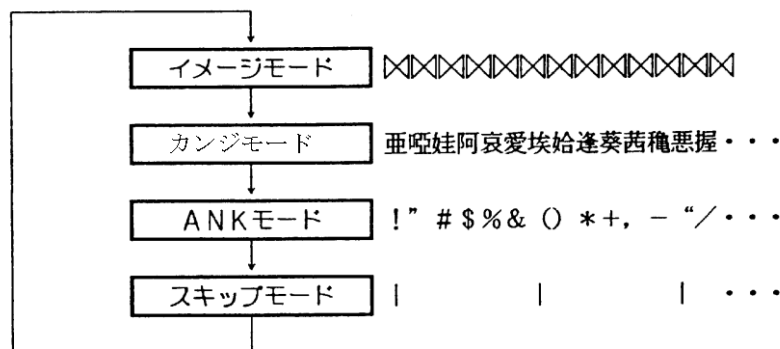 イメージモード
カンジモード 亜唖娃阿哀愛埃姶逢葵茜穐悪握・・・
ANKモード !”#$%&()*+,-“/・・・
スキップモード | | | ・・・